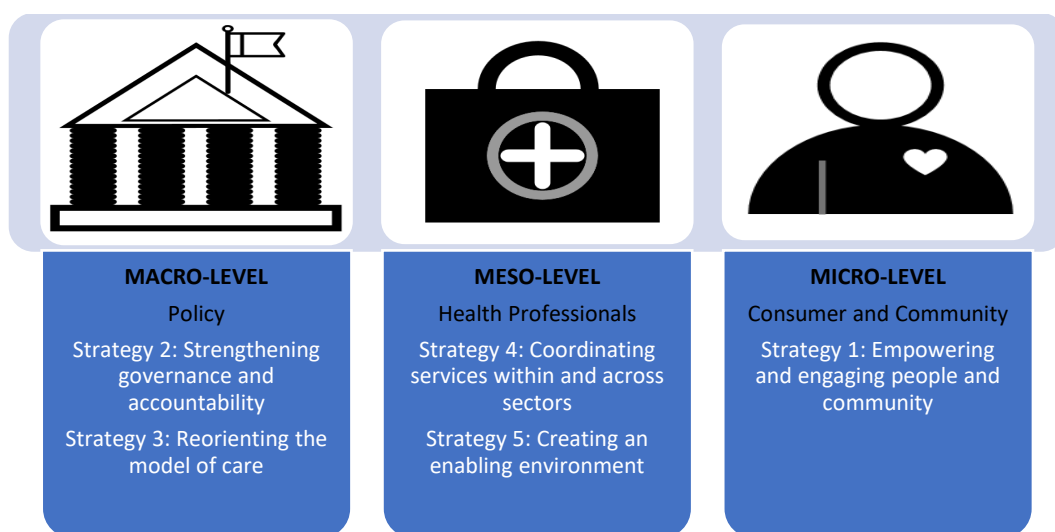 MACRO-LEVEL
Policy
Strategy 2: Strengthening
governance and
accountability
Strategy 3: Reorienting the
model of care
MESO-LEVEL
Health Professionals
Strategy 4: Coordinating
services within and across
sectors
Strategy 5: Creating an
enabling environment
MICRO-LEVEL
Consumer and Community
Strategy 1: Empowering
and engaging people and
community